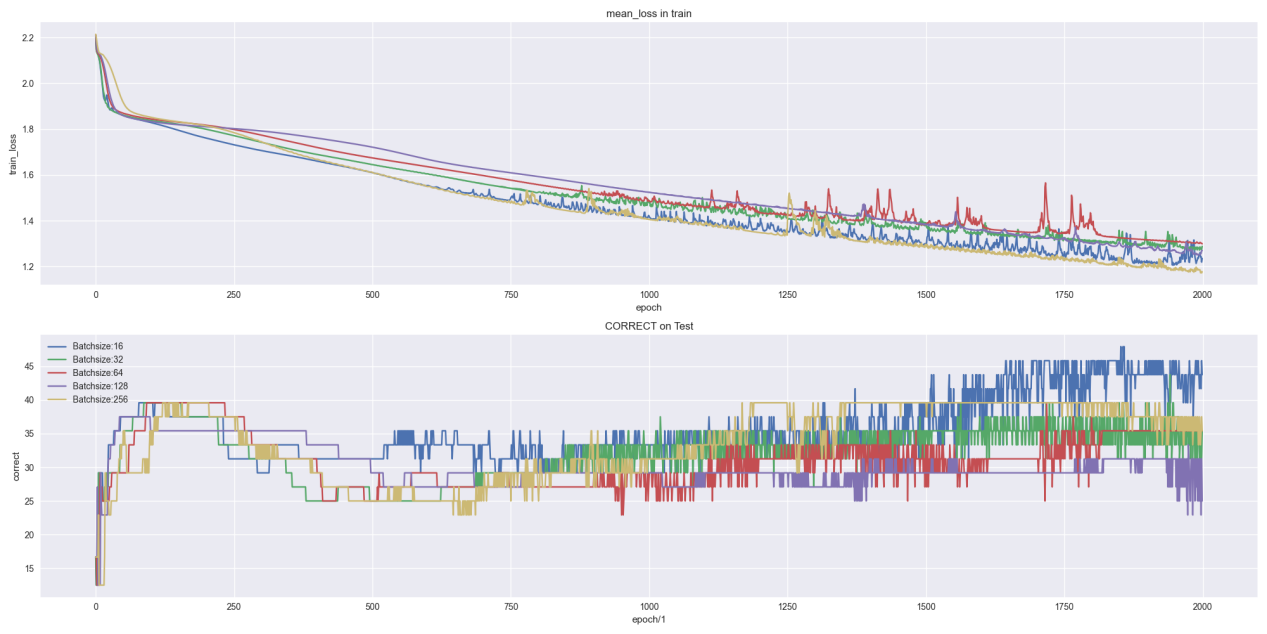 mean_loss in train
train_loss
2.2
2.0
1.8
1.6
1.4
1.2
0 250 500 750 1000 1250 1500 1750 2000
epoch
CORRECT on Test
correct
45
40
35
30
25
20
15
Batchsize:16
Batchsize:32
Batchsize:64
Batchsize:128
Batchsize:256
0 250 500 750 1000 1250 1500 1750 2000
epoch/1